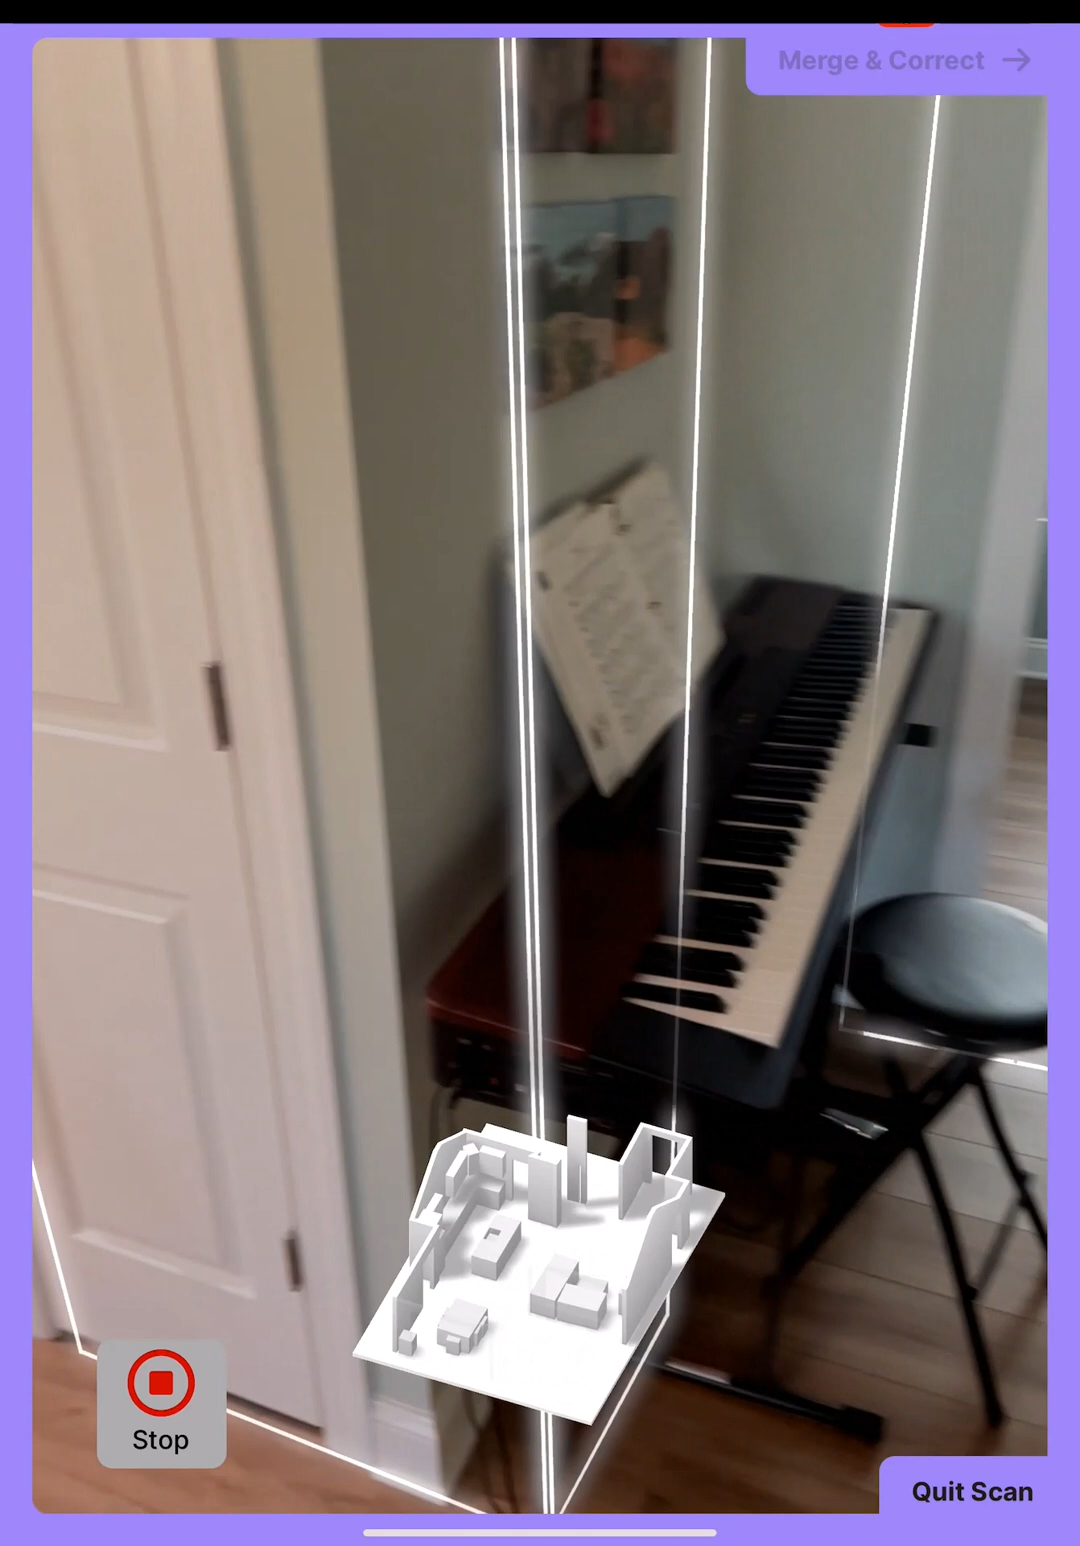 Merge & Correct →
Stop
Quit Scan